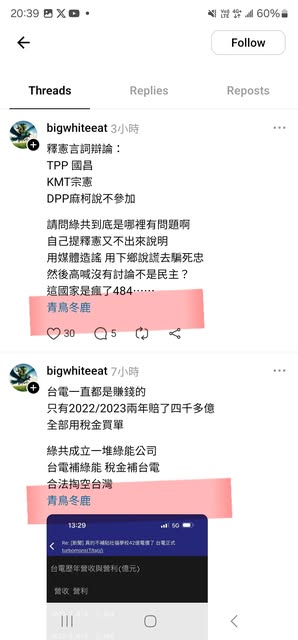 20:39
60%
Follow
Threads
Replies
Reposts
bigwhiteeat 3小時
釋憲言詞辯論：
TPP 國昌
KMT宗憲
DPP麻柯說不參加
請問綠共到底是哪裡有問題啊
自己提釋憲又不出來說明
用媒體造謠 用下鄉說謊去騙死忠
然後高喊沒有討論不是民主？
這國家是瘋了484⋯⋯
青鳥冬鹿
30
5
bigwhiteeat 7小時
台電一直都是賺錢的
只有2022/2023兩年賠了四千多億
全部用稅金買單
綠共成立一堆綠能公司
台電補綠能 稅金補台電
合法掏空台灣
青鳥冬鹿
13:29
5G
Re: [新聞] 真的不補貼社福學校42億電價了 台電正式
台電歷年營收與營利(億元)
營收 營利